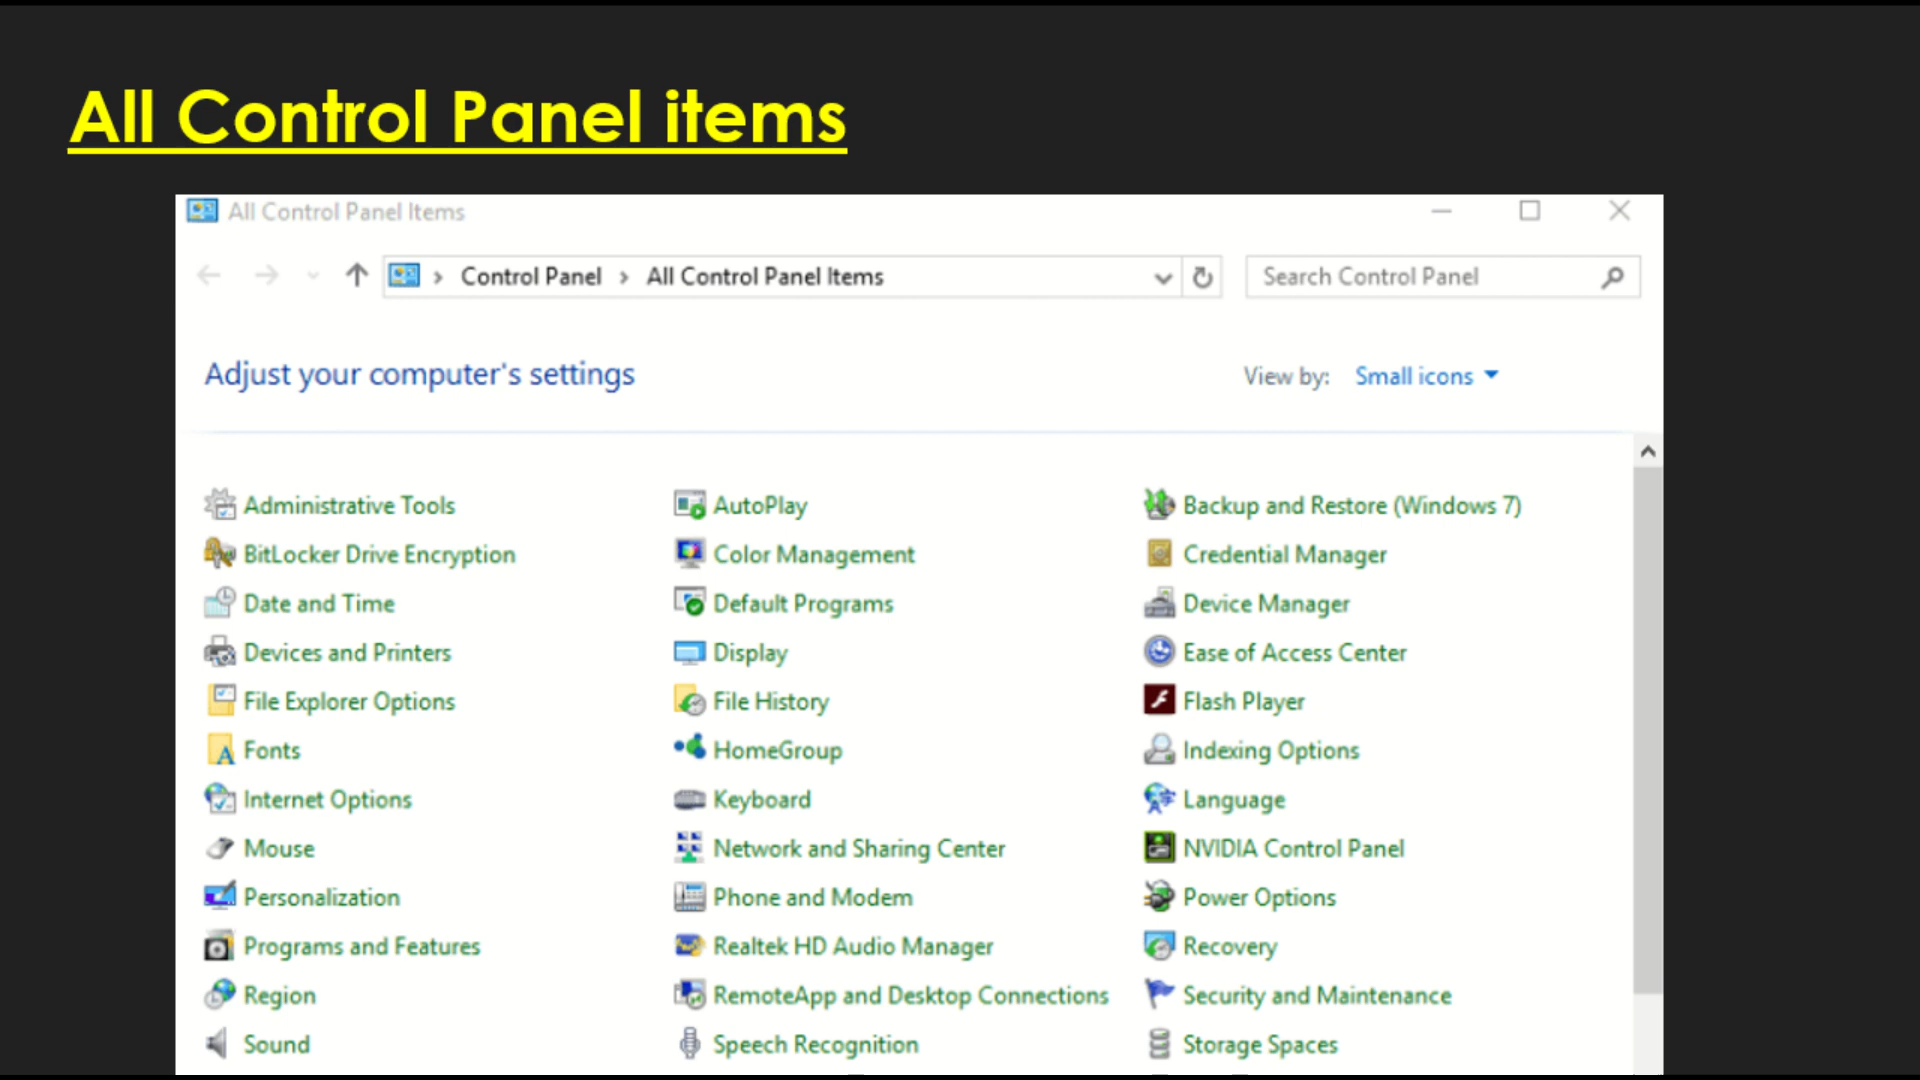 All Control Panel items
All Control Panel Items
Control Panel > All Control Panel Items
Search Control Panel
Adjust your computer's settings
View by: Small icons
Administrative Tools
AutoPlay
Backup and Restore (Windows 7)
BitLocker Drive Encryption
Color Management
Credential Manager
Date and Time
Default Programs
Device Manager
Devices and Printers
Display
Ease of Access Center
File Explorer Options
File History
Flash Player
Fonts
HomeGroup
Indexing Options
Internet Options
Keyboard
Language
Mouse
Network and Sharing Center
NVIDIA Control Panel
Personalization
Phone and Modem
Power Options
Programs and Features
Realtek HD Audio Manager
Recovery
Region
RemoteApp and Desktop Connections
Security and Maintenance
Sound
Speech Recognition
Storage Spaces